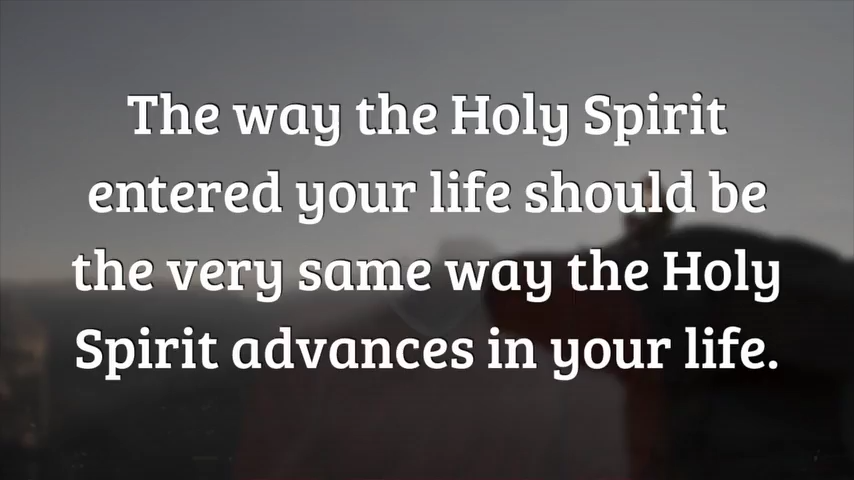 The way the Holy Spirit
entered your life should be
the very same way the Holy
Spirit advances in your life.